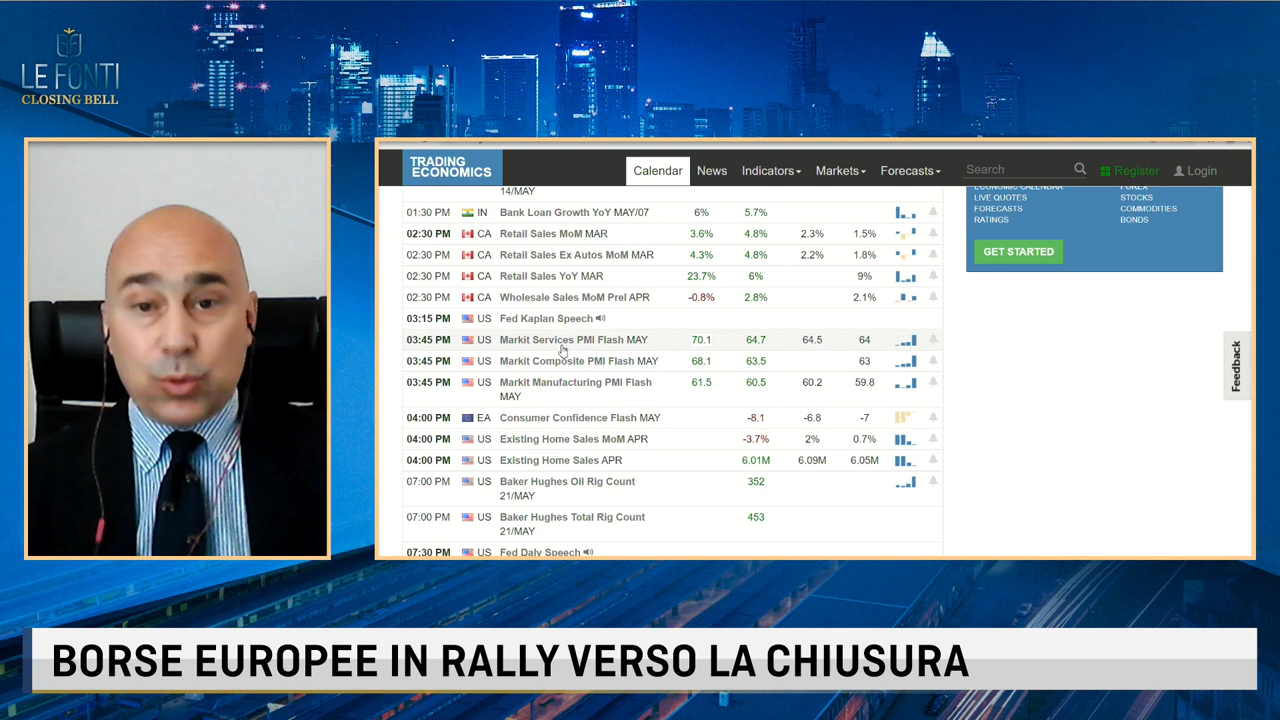 LE FONTI
CLOSING BELL
TRADING
ECONOMICS
Calendar News Indicators Markets Forecasts Search Register Login
14/MAY
01:30 PM IN Bank Loan Growth YoY MAY/07 6% 5.7%
02:30 PM CA Retail Sales MoM MAR 3.6% 4.8% 2.3% 1.5%
02:30 PM CA Retail Sales Ex Autos MoM MAR 4.3% 4.8% 2.2% 1.8%
02:30 PM CA Retail Sales YoY MAR 23.7% 6% 9%
02:30 PM CA Wholesale Sales MoM Prel APR -0.8% 2.8% 2.1%
03:15 PM US Fed Kaplan Speech
03:45 PM US Markit Services PMI Flash MAY 70.1 64.7 64.5 64
03:45 PM US Markit Composite PMI Flash MAY 68.1 63.5 63
03:45 PM US Markit Manufacturing PMI Flash 61.5 60.5 60.2 59.8
MAY
04:00 PM EA Consumer Confidence Flash MAY -8.1 -6.8 -7
04:00 PM US Existing Home Sales MoM APR -3.7% 2% 0.7%
04:00 PM US Existing Home Sales APR 6.01M 6.09M 6.05M
07:00 PM US Baker Hughes Oil Rig Count 352
21/MAY
07:00 PM US Baker Hughes Total Rig Count 453
21/MAY
07:30 PM US Fed Daly Speech
ECONOMIC CALENDAR FOREX
LIVE QUOTES STOCKS
FORECASTS COMMODITIES
RATINGS BONDS
GET STARTED
Feedback
BORSE EUROPEE IN RALLY VERSO LA CHIUSURA